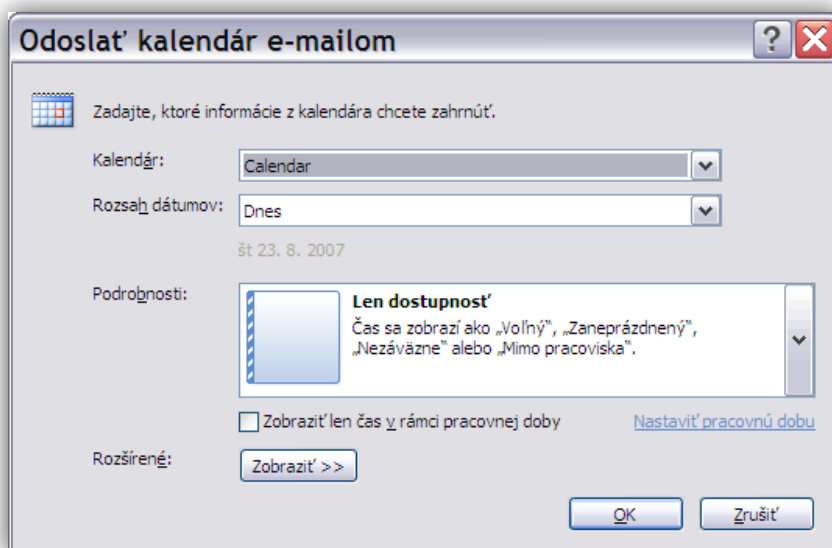 Odoslať kalendár e-mailom
Zadajte, ktoré informácie z kalendára chcete zahrnúť.
Kalendár: Calendar
Rozsah dátumov: Dnes
št 23. 8. 2007
Podrobnosti: Len dostupnosť
Čas sa zobrazí ako „Voľný“, „Zaneprázdnený“,
„Nezáväzne“ alebo „Mimo pracoviska“.
Zobraziť len čas v rámci pracovnej doby Nastaviť pracovnú dobu
Rozšírené: Zobraziť >>
OK Zrušiť